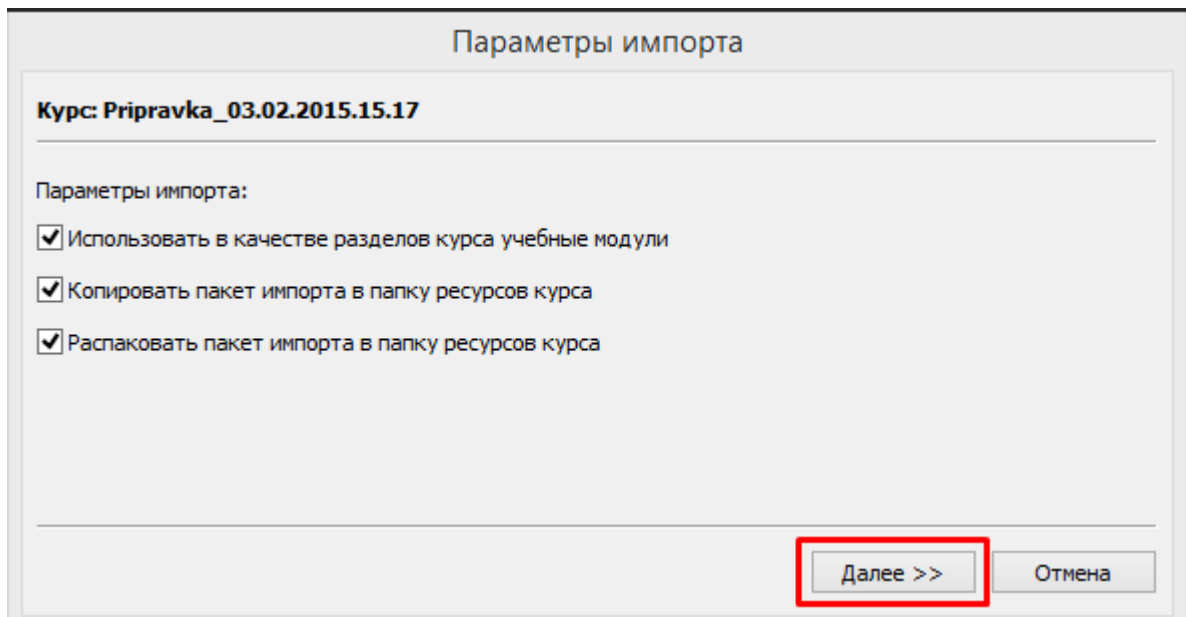 Параметры импорта
Курс: Pripravka_03.02.2015.15.17
Параметры импорта:
Использовать в качестве разделов курса учебные модули
Копировать пакет импорта в папку ресурсов курса
Распаковать пакет импорта в папку ресурсов курса
Далее >> Отмена